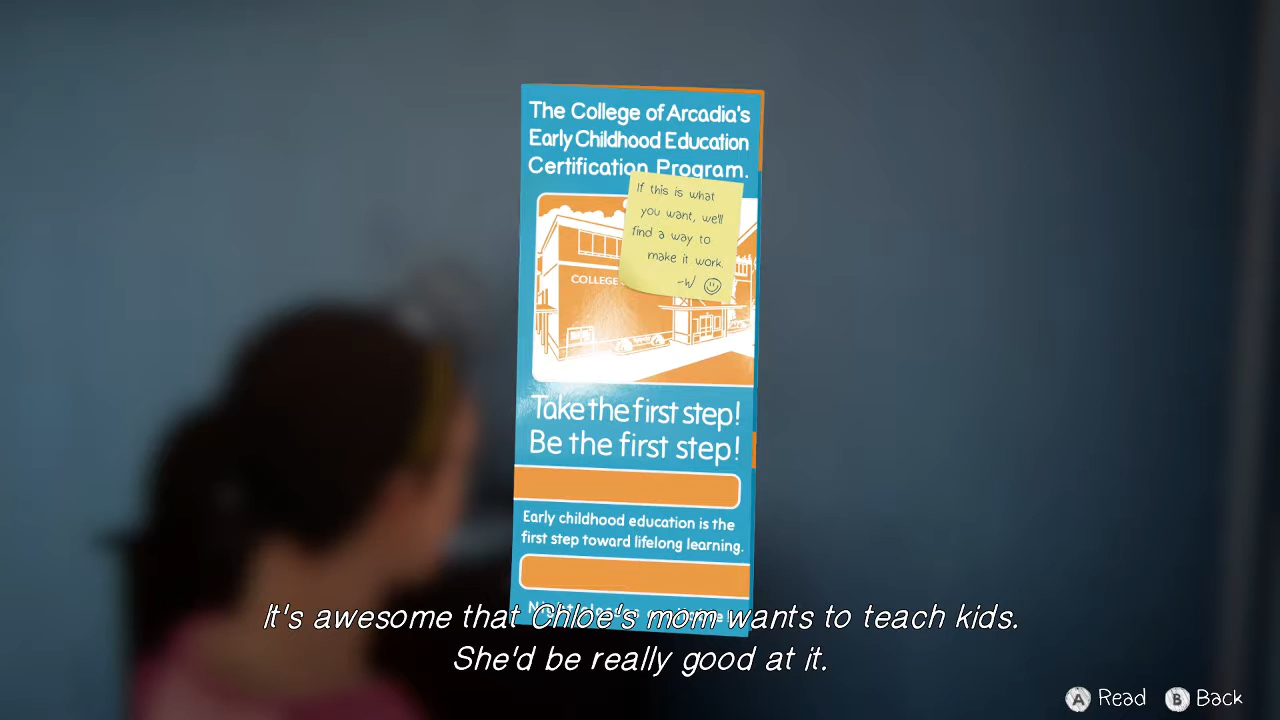 The College of Arcadia's
Early Childhood Education
Certification Program.
If this is what
you want, we'll
find a way to
make it work.
-W
COLLEGE
Take the first step!
Be the first step!
Early childhood education is the
first step toward lifelong learning.
It's awesome that Chloe's mom wants to teach kids.
She'd be really good at it.
A Read B Back